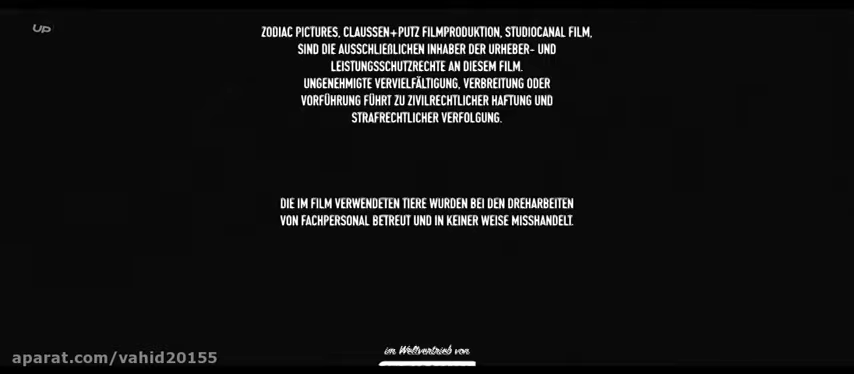 UP
ZODIAC PICTURES, CLAUSSEN+PUTZ FILMPRODUKTION, STUDIOCANAL FILM,
SIND DIE AUSSCHLIEßLICHEN INHABER DER URHEBER- UND
LEISTUNGSSCHUTZRECHTE AN DIESEM FILM.
UNGENEHMIGTE VERVIELFÄLTIGUNG, VERBREITUNG ODER
VORFÜHRUNG FÜHRT ZU ZIVILRECHTLICHER HAFTUNG UND
STRAFRECHTLICHER VERFOLGUNG.
DIE IM FILM VERWENDETEN TIERE WURDEN BEI DEN DREHARBEITEN
VON FACHPERSONAL BETREUT UND IN KEINER WEISE MISSHANDELT.
im Weltvertrieb von
aparat.com/vahid20155